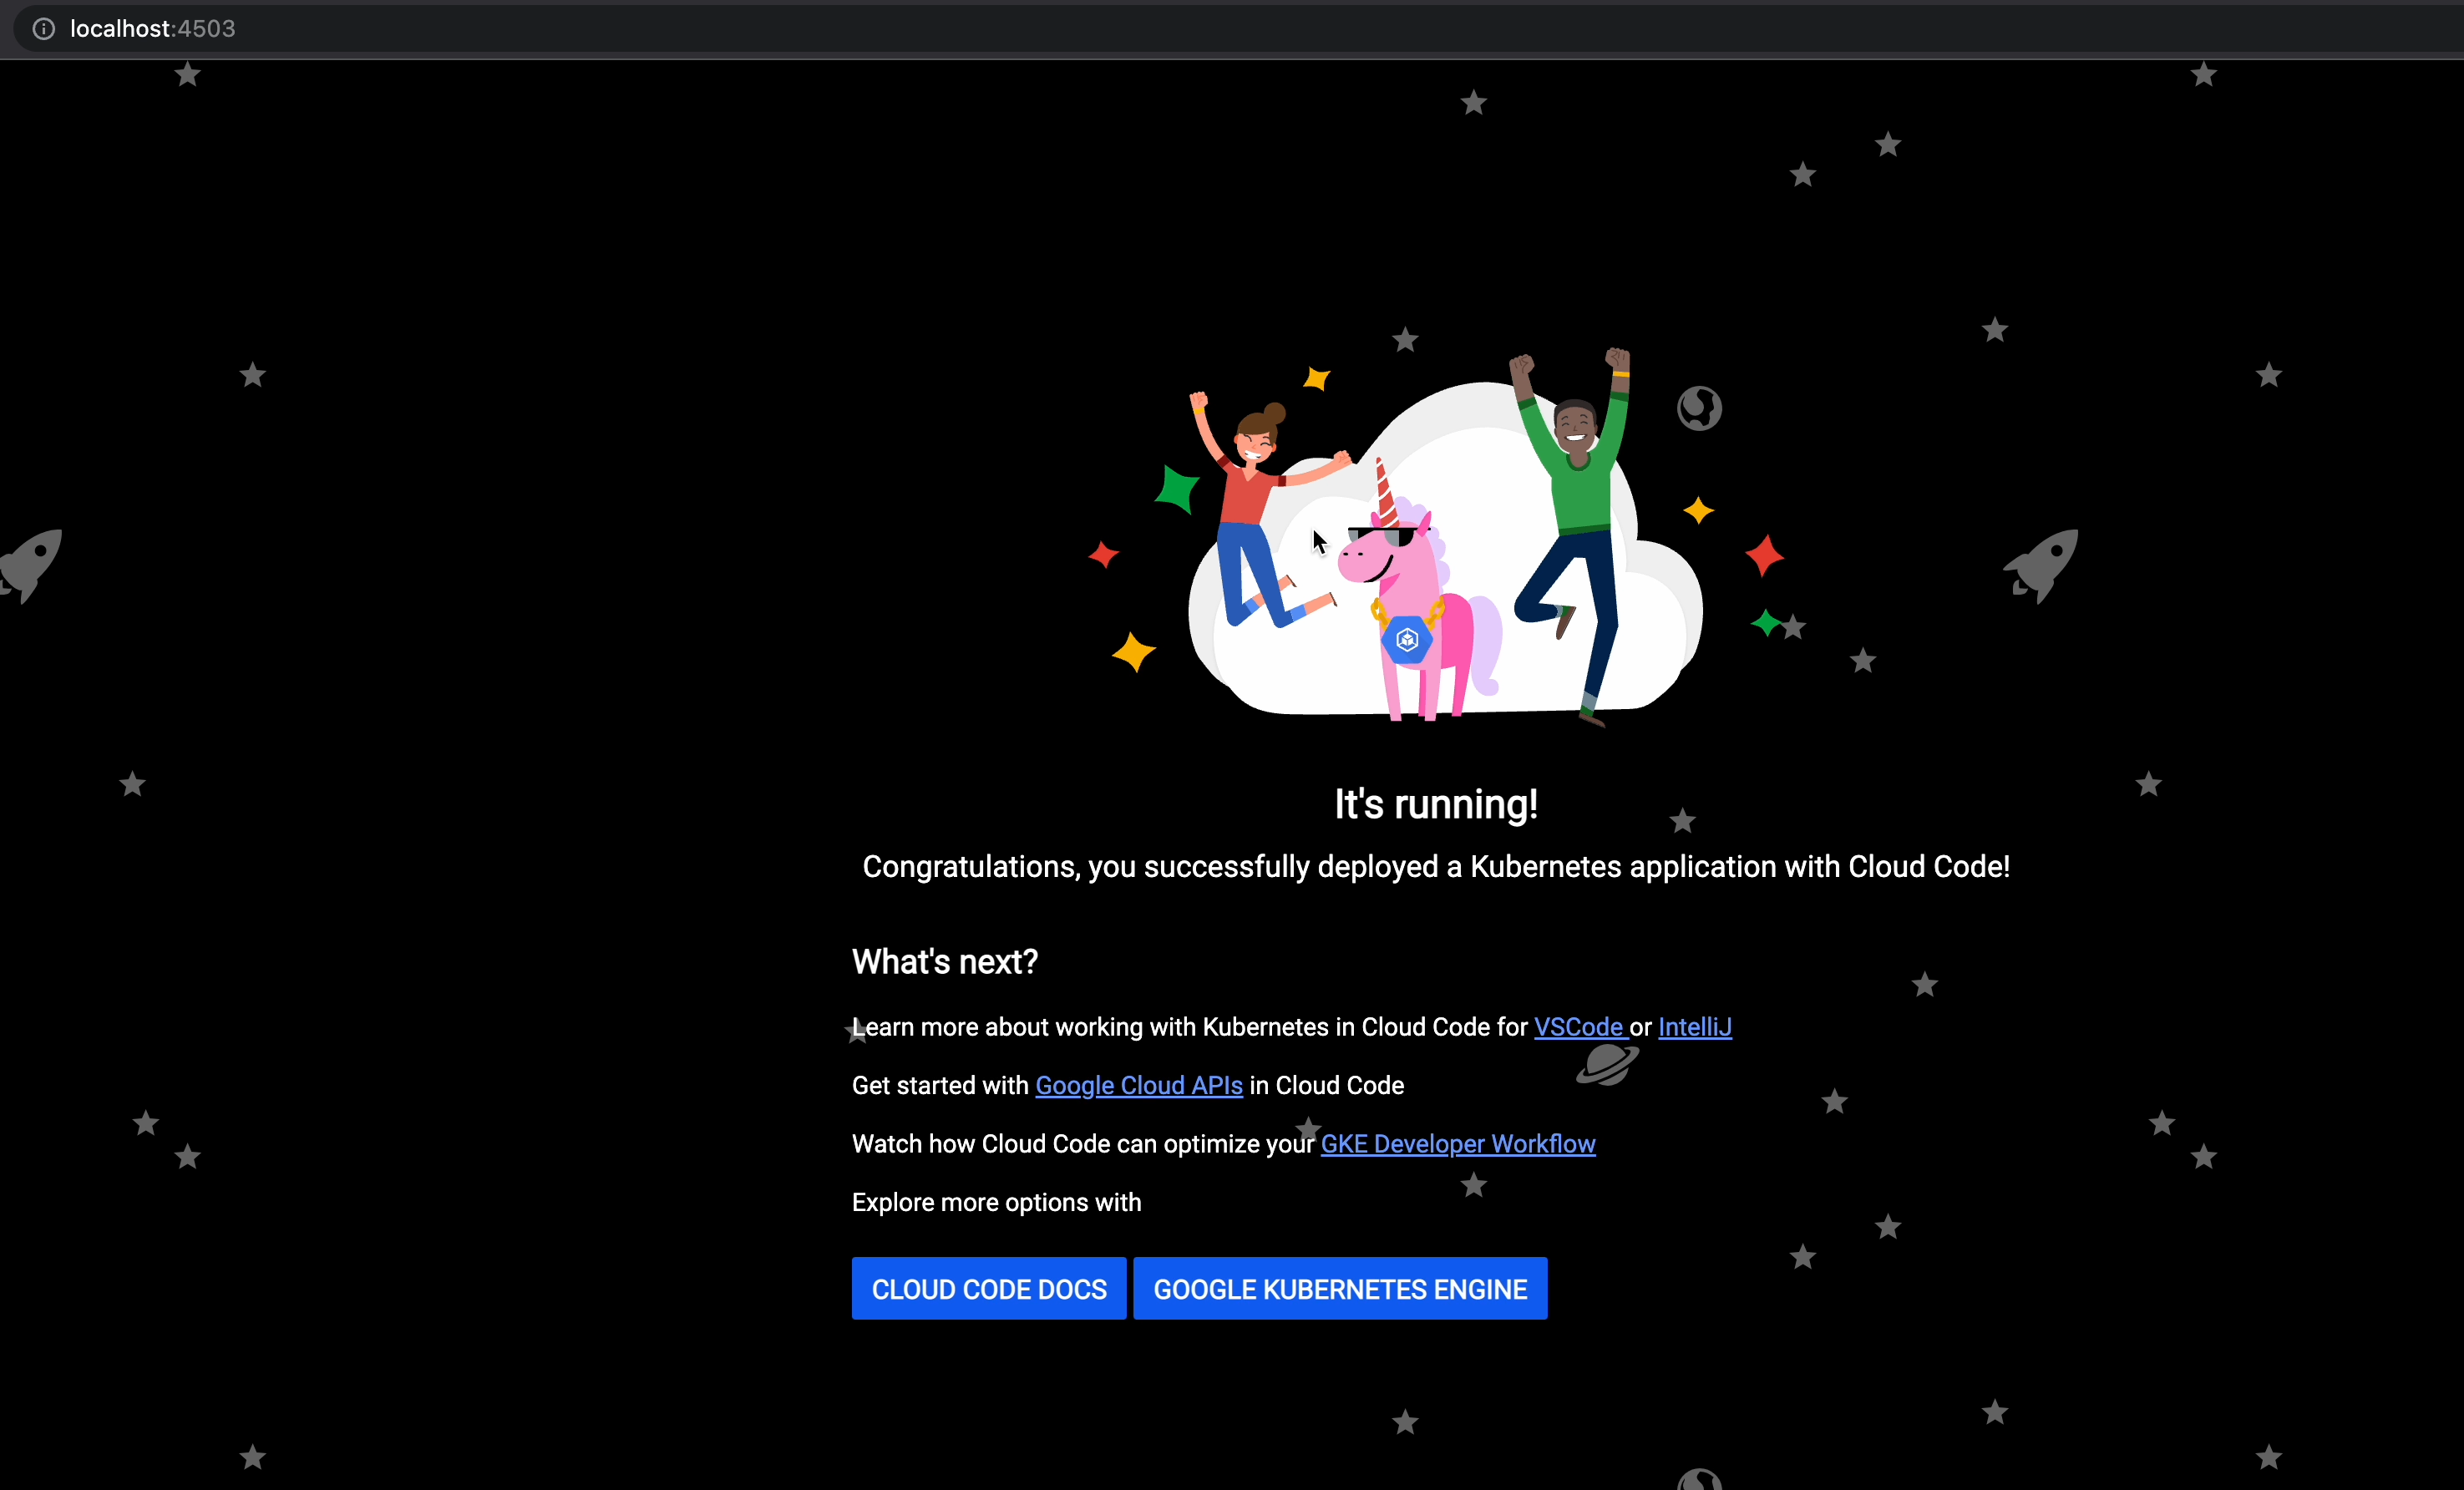 localhost:4503
It's running!
Congratulations, you successfully deployed a Kubernetes application with Cloud Code!
What's next?
Learn more about working with Kubernetes in Cloud Code for VSCode or IntelliJ
Get started with Google Cloud APIs in Cloud Code
Watch how Cloud Code can optimize your GKE Developer Workflow
Explore more options with
CLOUD CODE DOCS GOOGLE KUBERNETES ENGINE